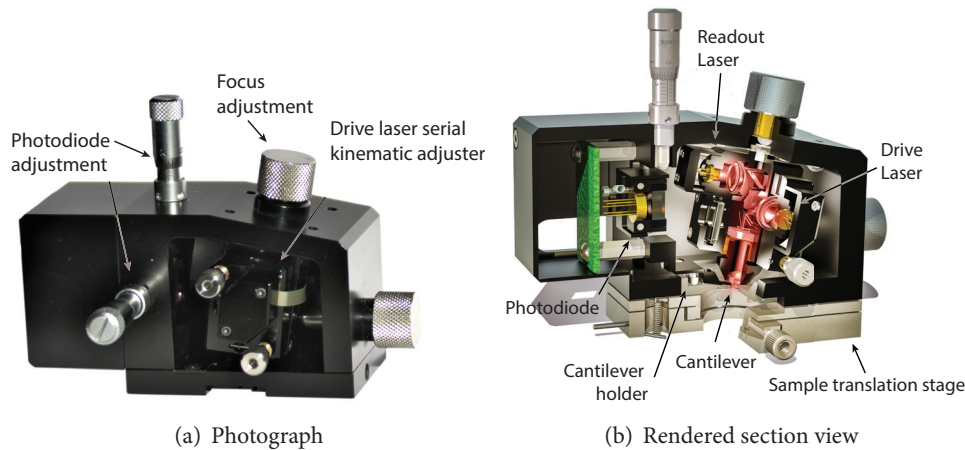 Focus
adjustment
Photodiode
adjustment
Drive laser serial
kinematic adjuster
(a) Photograph
Readout
Laser
Drive
Laser
Photodiode
Cantilever
holder
Cantilever
Sample translation stage
(b) Rendered section view